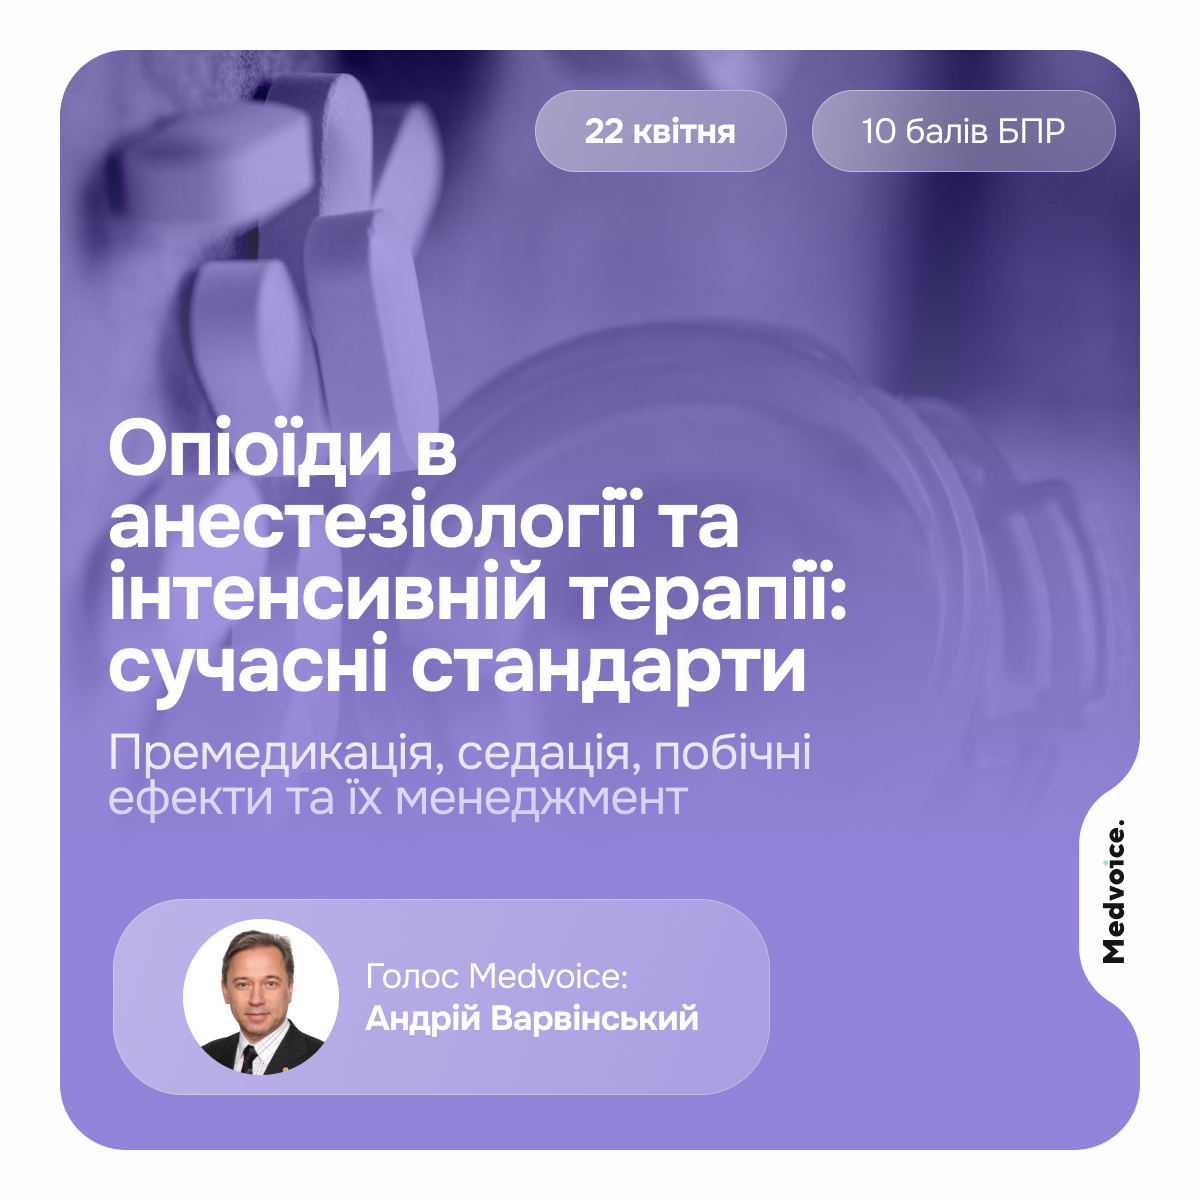 22 квітня
10 балів БПР
Опіоїди в
анестезіології та
інтенсивній терапії:
сучасні стандарти
Премедикація, седація, побічні
ефекти та їх менеджмент
Medvoice.
Голос Medvoice:
Андрій Варвінський